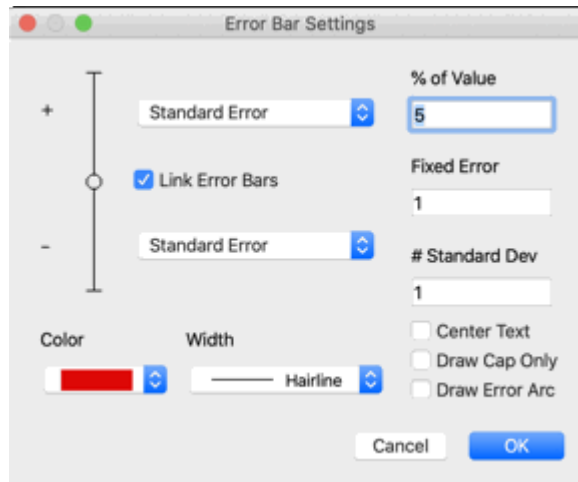 Error Bar Settings
% of Value
+
Standard Error
5
Link Error Bars
Fixed Error
1
–
Standard Error
# Standard Dev
1
Color
Width
Center Text
Draw Cap Only
Hairline
Draw Error Arc
Cancel
OK